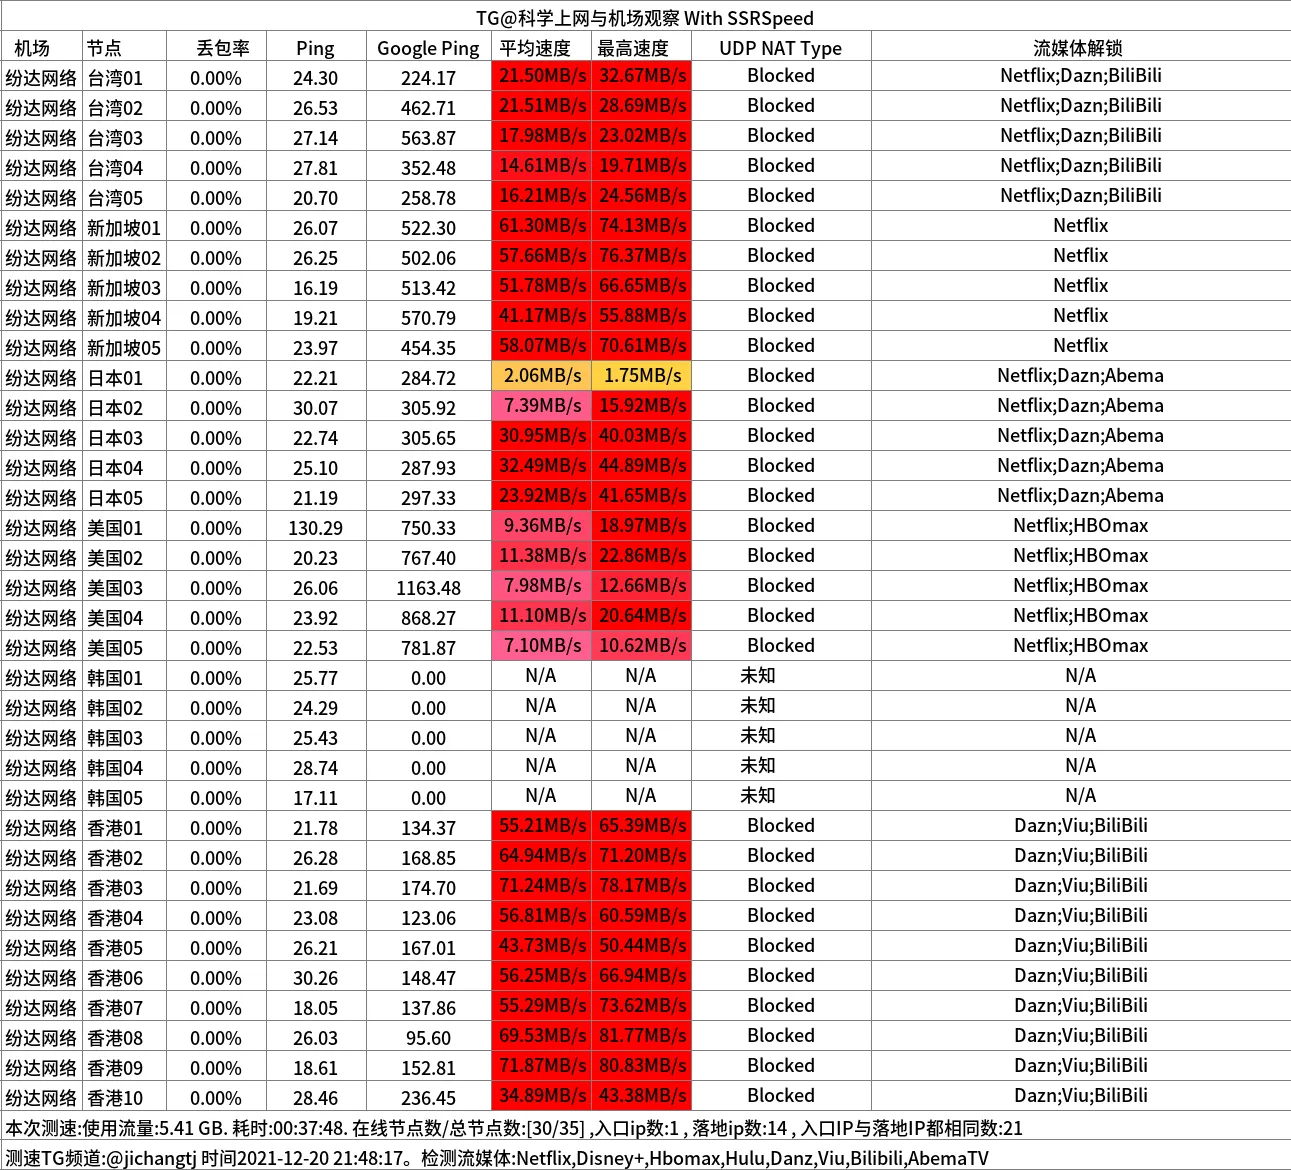 TG@科学上网与机场观察 With SSRSpeed
机场 节点 丢包率 Ping Google Ping 平均速度 最高速度 UDP NAT Type 流媒体解锁
纷达网络 台湾01 0.00% 24.30 224.17 21.50MB/s 32.67MB/s Blocked Netflix;Dazn;BiliBili
纷达网络 台湾02 0.00% 26.53 462.71 21.51MB/s 28.69MB/s Blocked Netflix;Dazn;BiliBili
纷达网络 台湾03 0.00% 27.14 563.87 17.98MB/s 23.02MB/s Blocked Netflix;Dazn;BiliBili
纷达网络 台湾04 0.00% 27.81 352.48 14.61MB/s 19.71MB/s Blocked Netflix;Dazn;BiliBili
纷达网络 台湾05 0.00% 20.70 258.78 16.21MB/s 24.56MB/s Blocked Netflix;Dazn;BiliBili
纷达网络 新加坡01 0.00% 26.07 522.30 61.30MB/s 74.13MB/s Blocked Netflix
纷达网络 新加坡02 0.00% 26.25 502.06 57.66MB/s 76.37MB/s Blocked Netflix
纷达网络 新加坡03 0.00% 16.19 513.42 51.78MB/s 66.65MB/s Blocked Netflix
纷达网络 新加坡04 0.00% 19.21 570.79 41.17MB/s 55.88MB/s Blocked Netflix
纷达网络 新加坡05 0.00% 23.97 454.35 58.07MB/s 70.61MB/s Blocked Netflix
纷达网络 日本01 0.00% 22.21 284.72 2.06MB/s 1.75MB/s Blocked Netflix;Dazn;Abema
纷达网络 日本02 0.00% 30.07 305.92 7.39MB/s 15.92MB/s Blocked Netflix;Dazn;Abema
纷达网络 日本03 0.00% 22.74 305.65 30.95MB/s 40.03MB/s Blocked Netflix;Dazn;Abema
纷达网络 日本04 0.00% 25.10 287.93 32.49MB/s 44.89MB/s Blocked Netflix;Dazn;Abema
纷达网络 日本05 0.00% 21.19 297.33 23.92MB/s 41.65MB/s Blocked Netflix;Dazn;Abema
纷达网络 美国01 0.00% 130.29 750.33 9.36MB/s 18.97MB/s Blocked Netflix;HBOmax
纷达网络 美国02 0.00% 20.23 767.40 11.38MB/s 22.86MB/s Blocked Netflix;HBOmax
纷达网络 美国03 0.00% 26.06 1163.48 7.98MB/s 12.66MB/s Blocked Netflix;HBOmax
纷达网络 美国04 0.00% 23.92 868.27 11.10MB/s 20.64MB/s Blocked Netflix;HBOmax
纷达网络 美国05 0.00% 22.53 781.87 7.10MB/s 10.62MB/s Blocked Netflix;HBOmax
纷达网络 韩国01 0.00% 25.77 0.00 N/A N/A 未知 N/A
纷达网络 韩国02 0.00% 24.29 0.00 N/A N/A 未知 N/A
纷达网络 韩国03 0.00% 25.43 0.00 N/A N/A 未知 N/A
纷达网络 韩国04 0.00% 28.74 0.00 N/A N/A 未知 N/A
纷达网络 韩国05 0.00% 17.11 0.00 N/A N/A 未知 N/A
纷达网络 香港01 0.00% 21.78 134.37 55.21MB/s 65.39MB/s Blocked Dazn;Viu;BiliBili
纷达网络 香港02 0.00% 26.28 168.85 64.94MB/s 71.20MB/s Blocked Dazn;Viu;BiliBili
纷达网络 香港03 0.00% 21.69 174.70 71.24MB/s 78.17MB/s Blocked Dazn;Viu;BiliBili
纷达网络 香港04 0.00% 23.08 123.06 56.81MB/s 60.59MB/s Blocked Dazn;Viu;BiliBili
纷达网络 香港05 0.00% 26.21 167.01 43.73MB/s 50.44MB/s Blocked Dazn;Viu;BiliBili
纷达网络 香港06 0.00% 30.26 148.47 56.25MB/s 66.94MB/s Blocked Dazn;Viu;BiliBili
纷达网络 香港07 0.00% 18.05 137.86 55.29MB/s 73.62MB/s Blocked Dazn;Viu;BiliBili
纷达网络 香港08 0.00% 26.03 95.60 69.53MB/s 81.77MB/s Blocked Dazn;Viu;BiliBili
纷达网络 香港09 0.00% 18.61 152.81 71.87MB/s 80.83MB/s Blocked Dazn;Viu;BiliBili
纷达网络 香港10 0.00% 28.46 236.45 34.89MB/s 43.38MB/s Blocked Dazn;Viu;BiliBili
本次测速:使用流量:5.41 GB. 耗时:00:37:48. 在线节点数/总节点数:[30/35] ,入口ip数:1 , 落地ip数:14 , 入口IP与落地IP都相同数:21
测速TG频道:@jichangtj 时间2021-12-20 21:48:17。检测流媒体:Netflix,Disney+,Hbomax,Hulu,Danz,Viu,Bilibili,AbemaTV